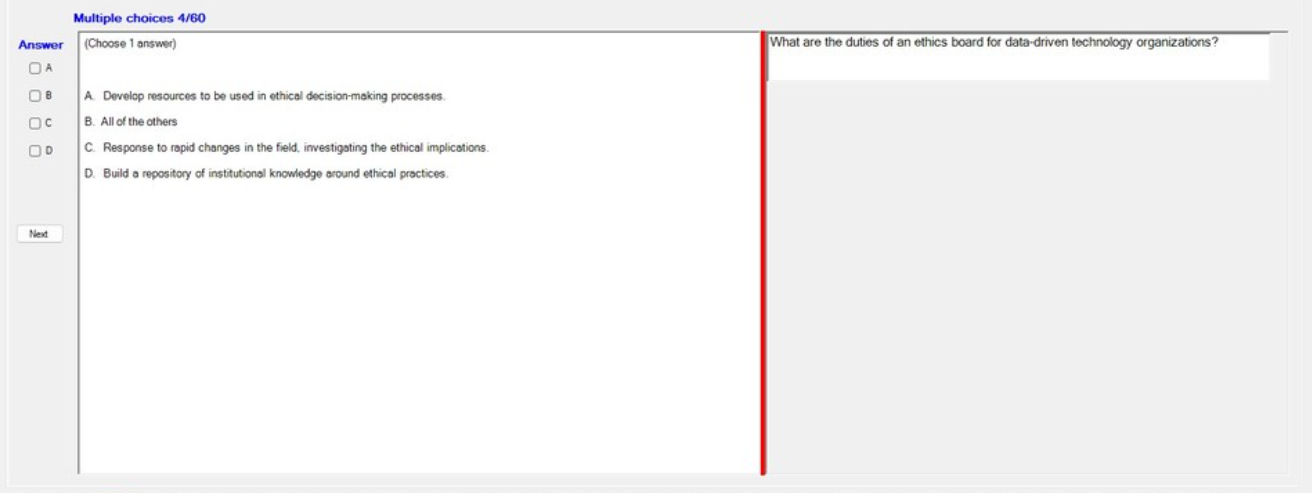 Multiple choices 4/60
Answer
A
B
C
D
Next
(Choose 1 answer)
A. Develop resources to be used in ethical decision-making processes.
B. All of the others
C. Response to rapid changes in the field, investigating the ethical implications.
D. Build a repository of institutional knowledge around ethical practices.
What are the duties of an ethics board for data-driven technology organizations?